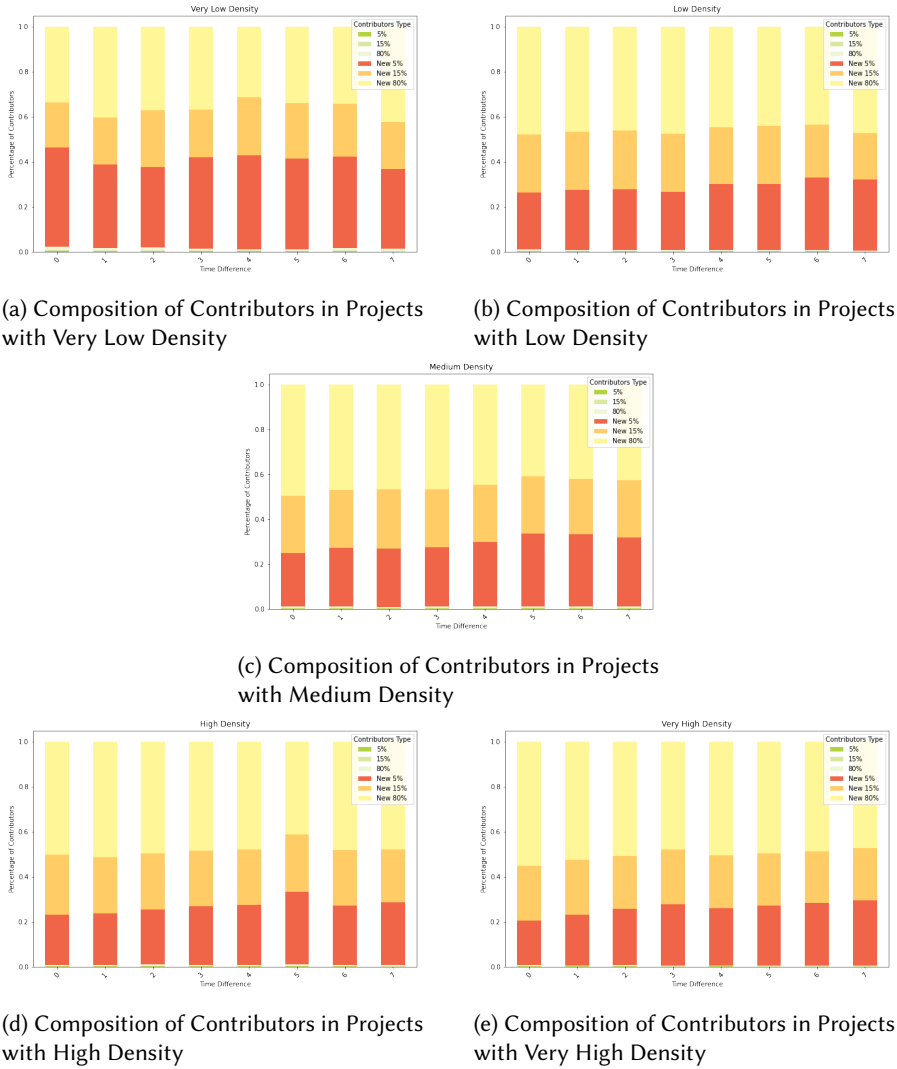 Very Low Density
Contributors Type
5%
15%
80%
New 5%
New 15%
New 80%
Percentage of Contributors
1.0
0.8
0.6
0.4
0.2
0.0
0 1 2 3 4 5 6 7
Time Difference
(a) Composition of Contributors in Projects
with Very Low Density
Low Density
Contributors Type
5%
15%
80%
New 5%
New 15%
New 80%
Percentage of Contributors
1.0
0.8
0.6
0.4
0.2
0.0
0 1 2 3 4 5 6 7
Time Difference
(b) Composition of Contributors in Projects
with Low Density
Medium Density
Contributors Type
5%
15%
80%
New 5%
New 15%
New 80%
Percentage of Contributors
1.0
0.8
0.6
0.4
0.2
0.0
0 1 2 3 4 5 6 7
Time Difference
(c) Composition of Contributors in Projects
with Medium Density
High Density
Contributors Type
5%
15%
80%
New 5%
New 15%
New 80%
Percentage of Contributors
1.0
0.8
0.6
0.4
0.2
0.0
0 1 2 3 4 5 6 7
Time Difference
(d) Composition of Contributors in Projects
with High Density
Very High Density
Contributors Type
5%
15%
80%
New 5%
New 15%
New 80%
Percentage of Contributors
1.0
0.8
0.6
0.4
0.2
0.0
0 1 2 3 4 5 6 7
Time Difference
(e) Composition of Contributors in Projects
with Very High Density